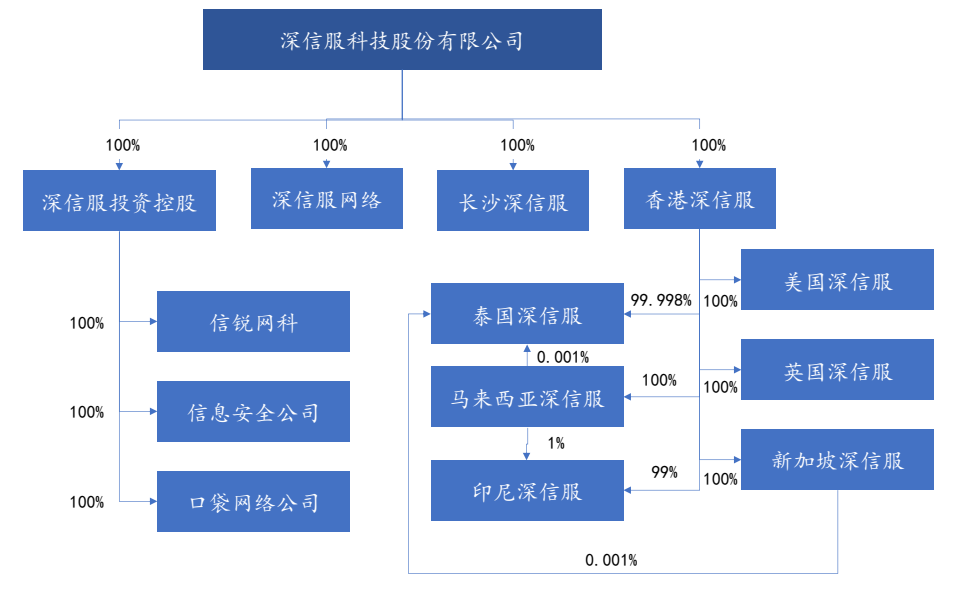 深信服科技股份有限公司
100%
100%
100%
100%
深信服投资控股
深信服网络
长沙深信服
香港深信服
美国深信服
99.998%
100%
泰国深信服
100%
信锐网科
0.001%
英国深信服
100%
100%
马来西亚深信服
100%
信息安全公司
1%
新加坡深信服
99%
100%
印尼深信服
100%
口袋网络公司
0.001%